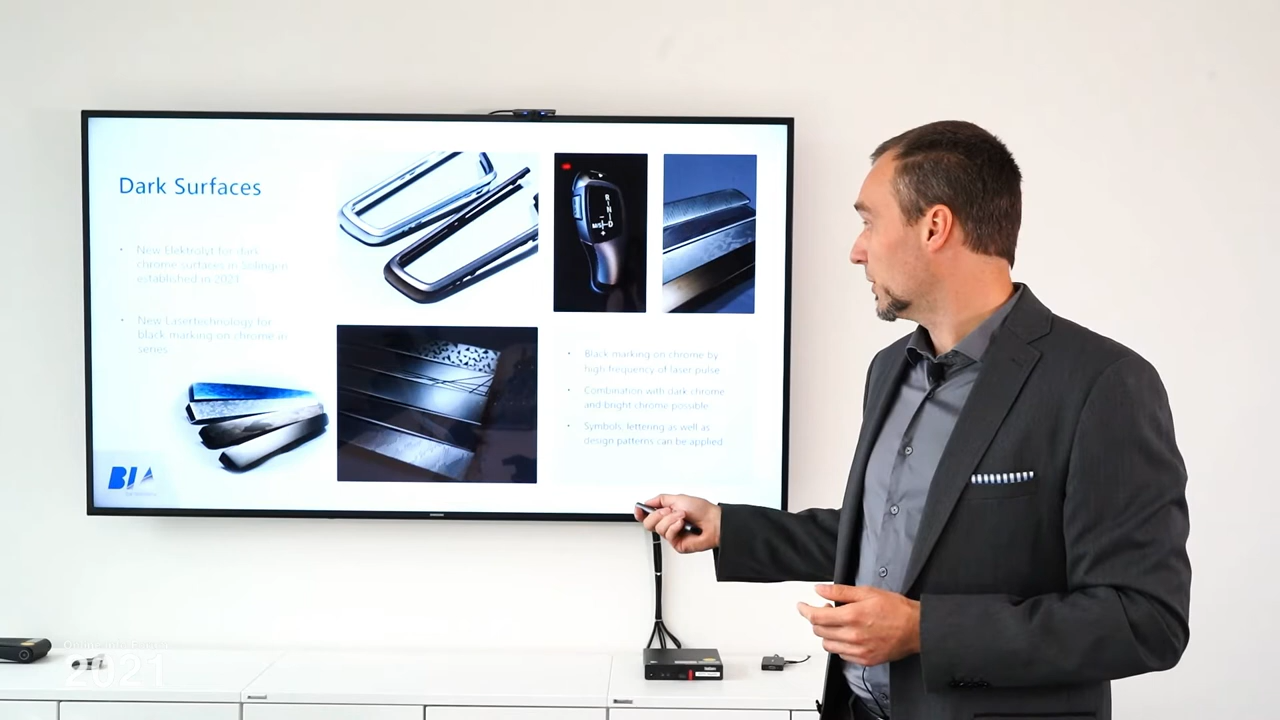 Dark Surfaces
• New Elektrolyt for dark
chrome surfaces in Solingen
established in 2021
• New Lasertechnology for
black marking on chrome in
series
R
N
D
M/S
+
• Black marking on chrome by
high frequency of laser pulse
• Combination with dark chrome
and bright chrome possible
• Symbols, lettering as well as
design patterns can be applied
BIA
2021